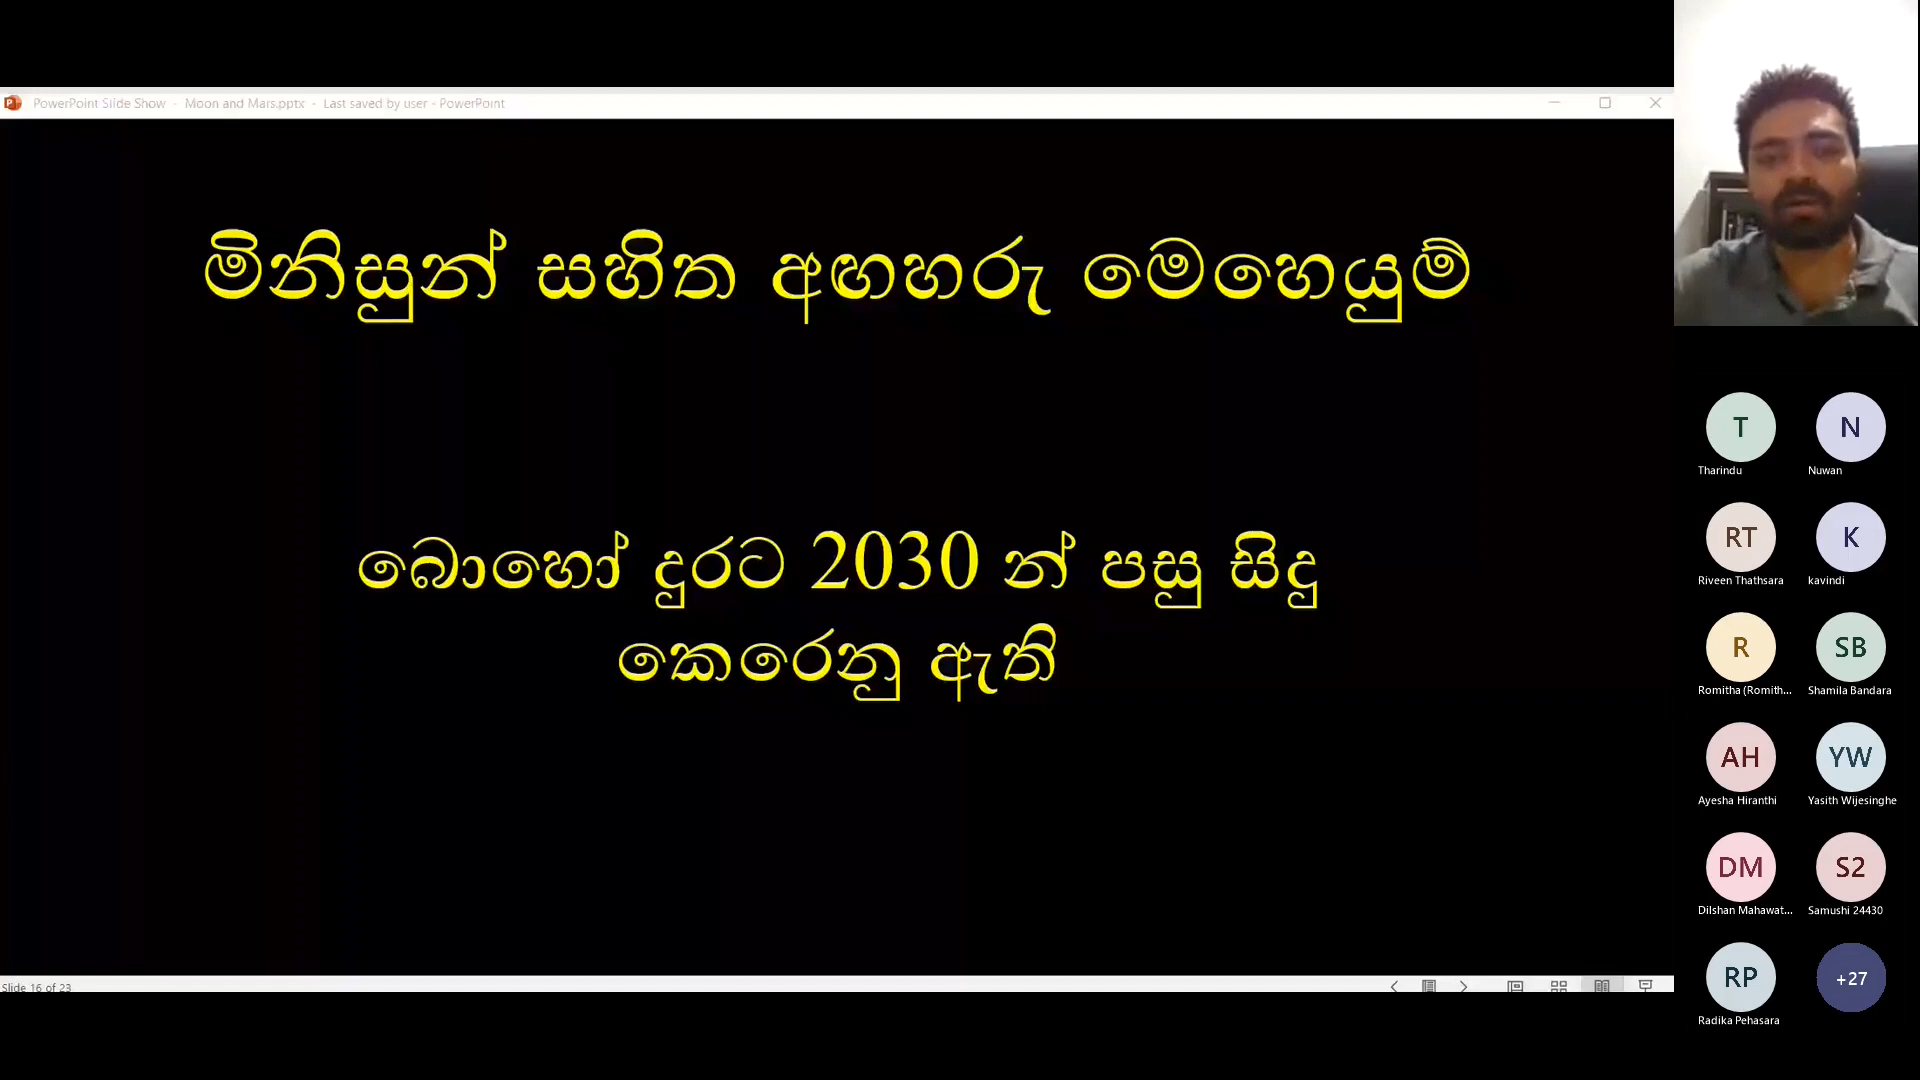 PowerPoint Slide Show - Moon and Mars.pptx - Last saved by user - PowerPoint
මිනිසුන් සහිත අඟහරු මෙහෙයුම්
බොහෝ දුරට 2030 න් පසු සිදු
කෙරෙනු ඇති
Slide 16 of 23
T N
Tharindu Nuwan
RT K
Riveen Thathsara kavindi
R SB
Romitha (Romith... Shamila Bandara
AH YW
Ayesha Hiranthi Yasith Wijesinghe
DM S2
Dilshan Mahawat... Samushi 24430
RP +27
Radika Pehasara